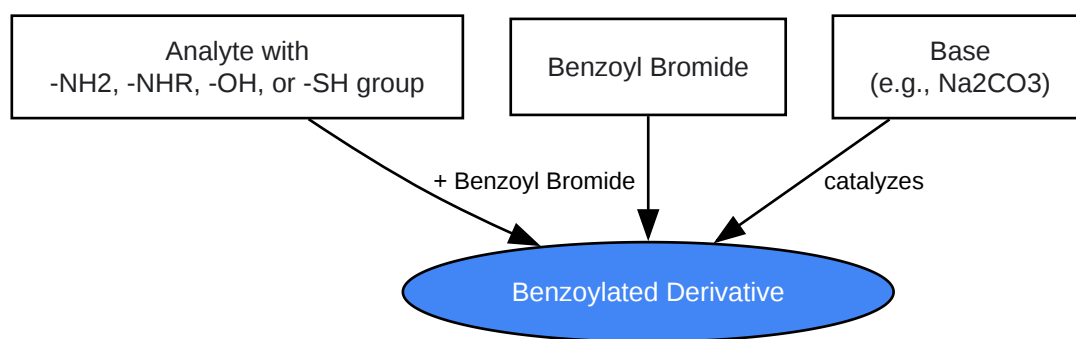 Analyte with
-NH2, -NHR, -OH, or -SH group
Benzoyl Bromide
Base
(e.g., Na2CO3)
+ Benzoyl Bromide
catalyzes
Benzoylated Derivative